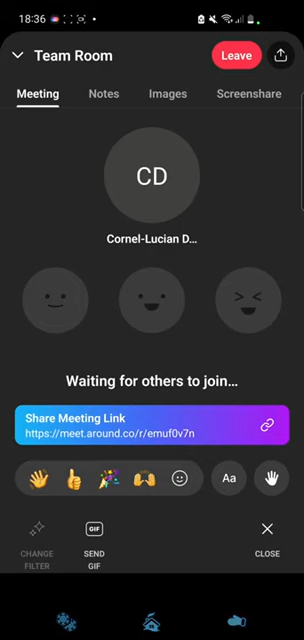 18:36
Team Room
Leave
Meeting Notes Images Screenshare
CD
Cornel-Lucian D...
Waiting for others to join...
Share Meeting Link
https://meet.around.co/r/emuf0v7n
Aa
GIF
CHANGE FILTER
SEND GIF
CLOSE